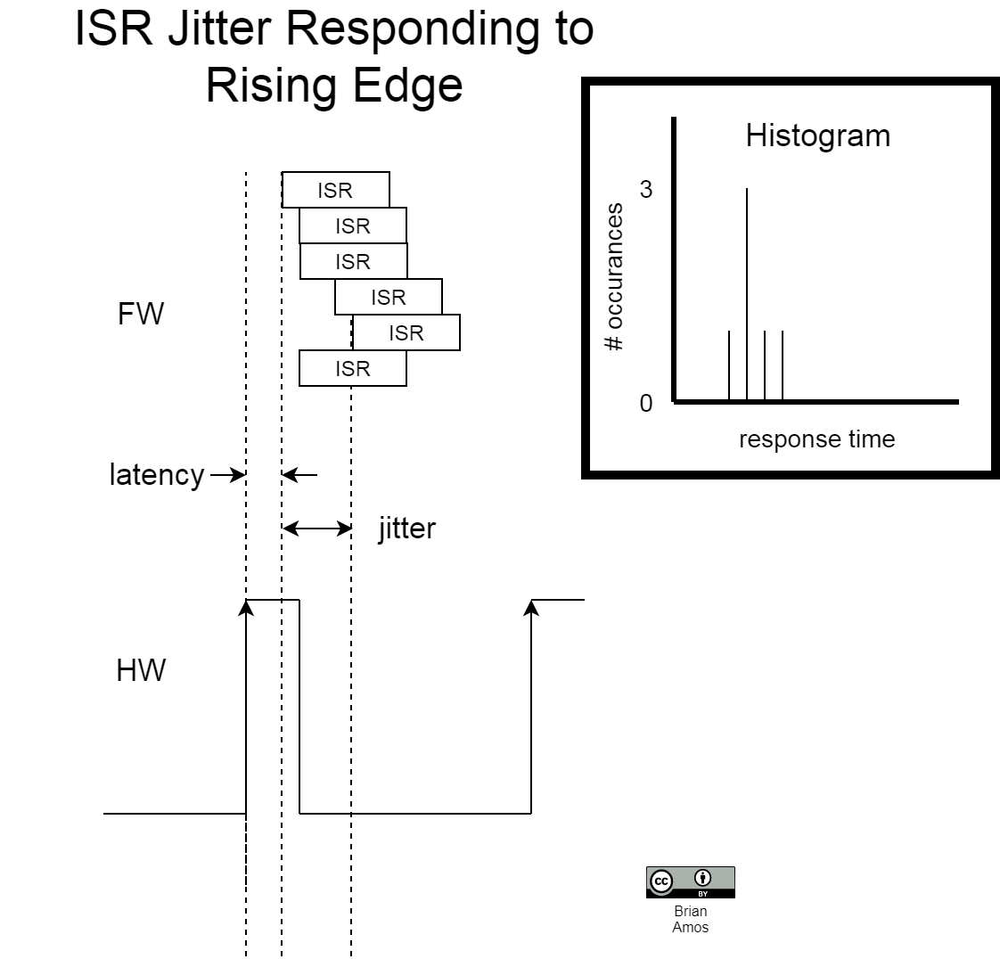 ISR Jitter Responding to
Rising Edge
Histogram
3
# occurances
0
response time
ISR
ISR
ISR
ISR
ISR
ISR
FW
latency
jitter
HW
cc
BY
Brian
Amos